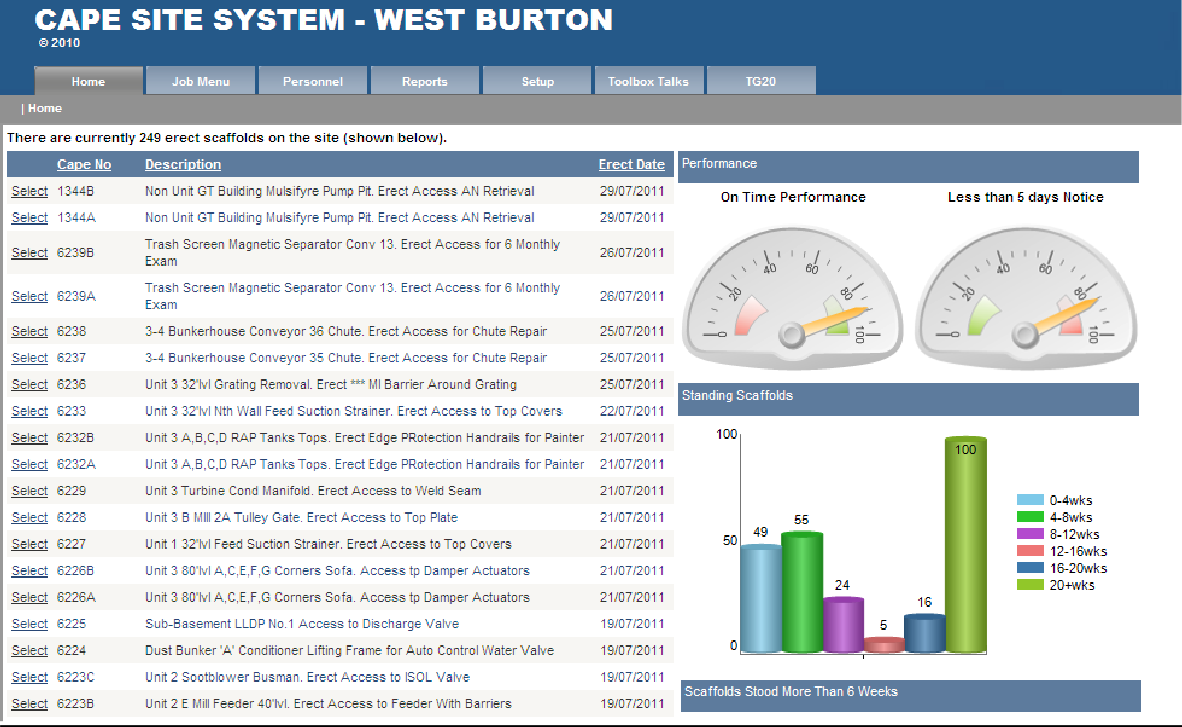 CAPE SITE SYSTEM - WEST BURTON
© 2010
Home Job Menu Personnel Reports Setup Toolbox Talks TG20
| Home
There are currently 249 erect scaffolds on the site (shown below).
Cape No Description Erect Date
Select 1344B Non Unit GT Building Mulsifyre Pump Pit. Erect Access AN Retrieval 29/07/2011
Select 1344A Non Unit GT Building Mulsifyre Pump Pit. Erect Access AN Retrieval 29/07/2011
Select 6239B Trash Screen Magnetic Separator Conv 13. Erect Access for 6 Monthly 26/07/2011
Exam
Select 6239A Trash Screen Magnetic Separator Conv 13. Erect Access for 6 Monthly 26/07/2011
Exam
Select 6238 3-4 Bunkerhouse Conveyor 36 Chute. Erect Access for Chute Repair 25/07/2011
Select 6237 3-4 Bunkerhouse Conveyor 35 Chute. Erect Access for Chute Repair 25/07/2011
Select 6236 Unit 3 32'lvl Grating Removal. Erect *** Ml Barrier Around Grating 25/07/2011
Select 6233 Unit 3 32'lvl Nth Wall Feed Suction Strainer. Erect Access to Top Covers 22/07/2011
Select 6232B Unit 3 A,B,C,D RAP Tanks Tops. Erect Edge PRotection Handrails for Painter 21/07/2011
Select 6232A Unit 3 A,B,C,D RAP Tanks Tops. Erect Edge PRotection Handrails for Painter 21/07/2011
Select 6229 Unit 3 Turbine Cond Manifold. Erect Access to Weld Seam 21/07/2011
Select 6228 Unit 3 B Mill 2A Tulley Gate. Erect Access to Top Plate 21/07/2011
Select 6227 Unit 1 32'lvl Feed Suction Strainer. Erect Access to Top Covers 21/07/2011
Select 6226B Unit 3 80'lvl A,C,E,F,G Corners Sofa. Access tp Damper Actuators 21/07/2011
Select 6226A Unit 3 80'lvl A,C,E,F,G Corners Sofa. Access tp Damper Actuators 21/07/2011
Select 6225 Sub-Basement LLDP No.1 Access to Discharge Valve 19/07/2011
Select 6224 Dust Bunker 'A' Conditioner Lifting Frame for Auto Control Water Valve 19/07/2011
Select 6223C Unit 2 Sootblower Busman. Erect Access to ISOL Valve 19/07/2011
Select 6223B Unit 2 E Mill Feeder 40'lvl. Erect Access to Feeder With Barriers 19/07/2011
Performance
On Time Performance Less than 5 days Notice
0 20 40 60 80 100
0 20 40 60 80 100
Standing Scaffolds
100
50
0
49 55 24 5 16 100
0-4wks
4-8wks
8-12wks
12-16wks
16-20wks
20+wks
Scaffolds Stood More Than 6 Weeks